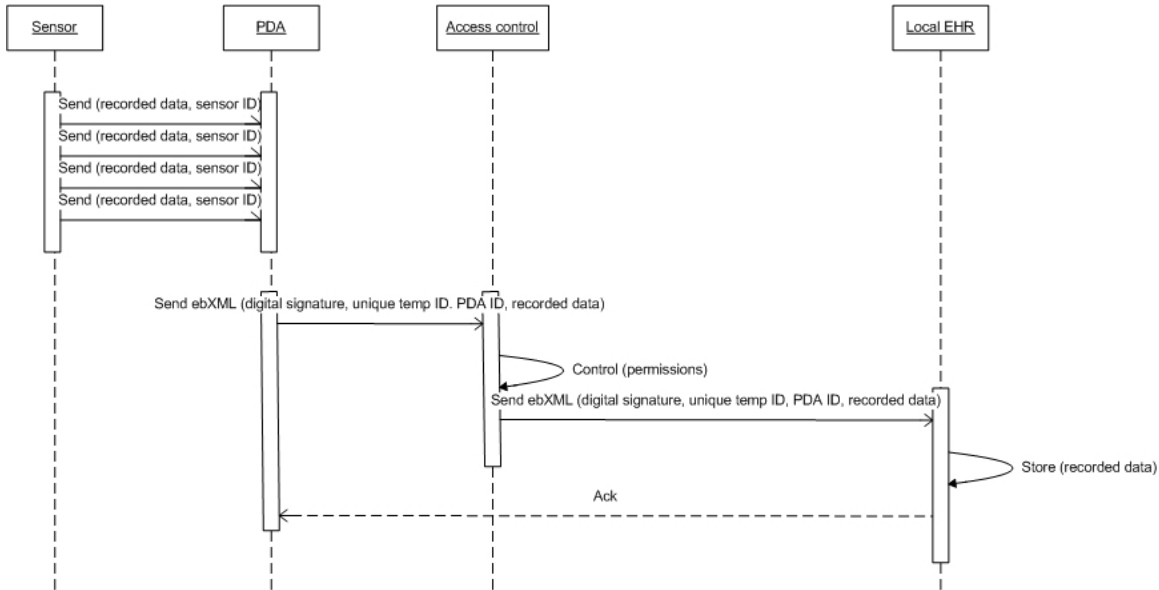 Sensor
PDA
Access control
Local EHR
Send (recorded data, sensor ID)
Send (recorded data, sensor ID)
Send (recorded data, sensor ID)
Send (recorded data, sensor ID)
Send ebXML (digital signature, unique temp ID. PDA ID, recorded data)
Control (permissions)
Send ebXML (digital signature, unique temp ID, PDA ID, recorded data)
Store (recorded data)
Ack